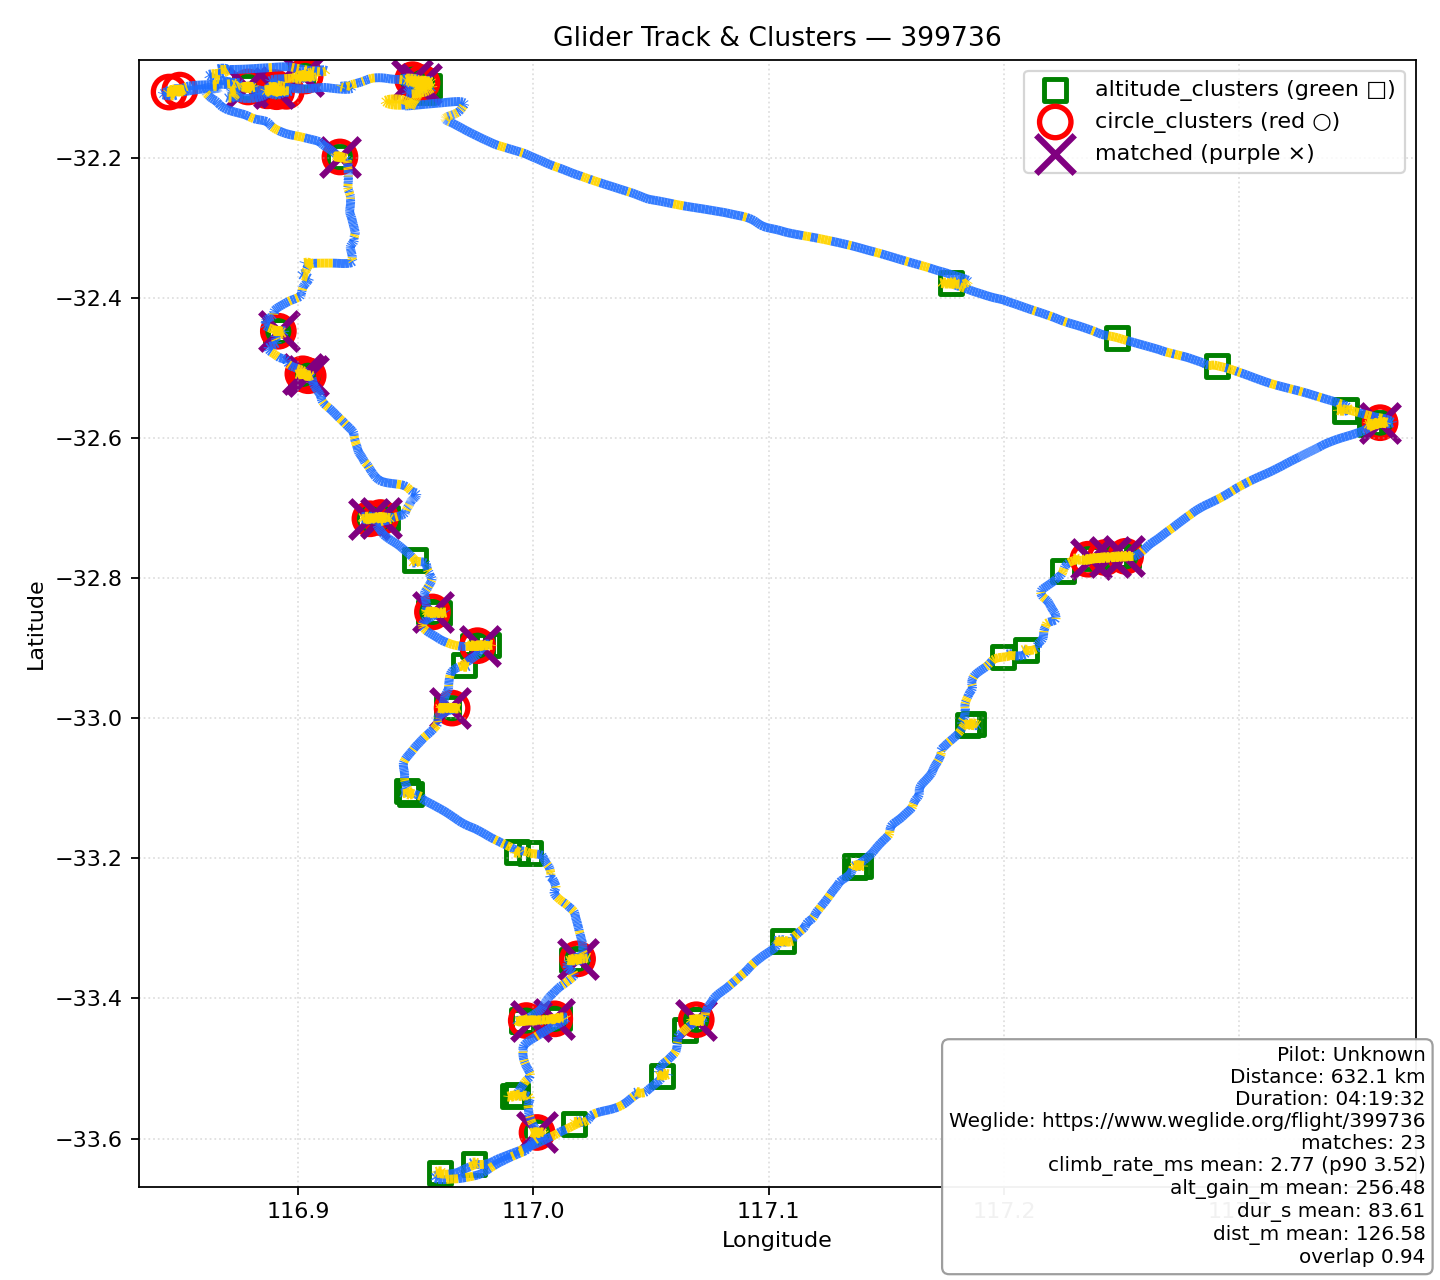 Glider Track & Clusters — 399736
altitude_clusters (green □)
circle_clusters (red ○)
matched (purple ×)
Latitude
−32.2
−32.4
−32.6
−32.8
−33.0
−33.2
−33.4
−33.6
116.9
117.0
117.1
117.2
Longitude
Pilot: Unknown
Distance: 632.1 km
Duration: 04:19:32
Weglide: https://www.weglide.org/flight/399736
matches: 23
climb_rate_ms mean: 2.77 (p90 3.52)
alt_gain_m mean: 256.48
dur_s mean: 83.61
dist_m mean: 126.58
overlap 0.94